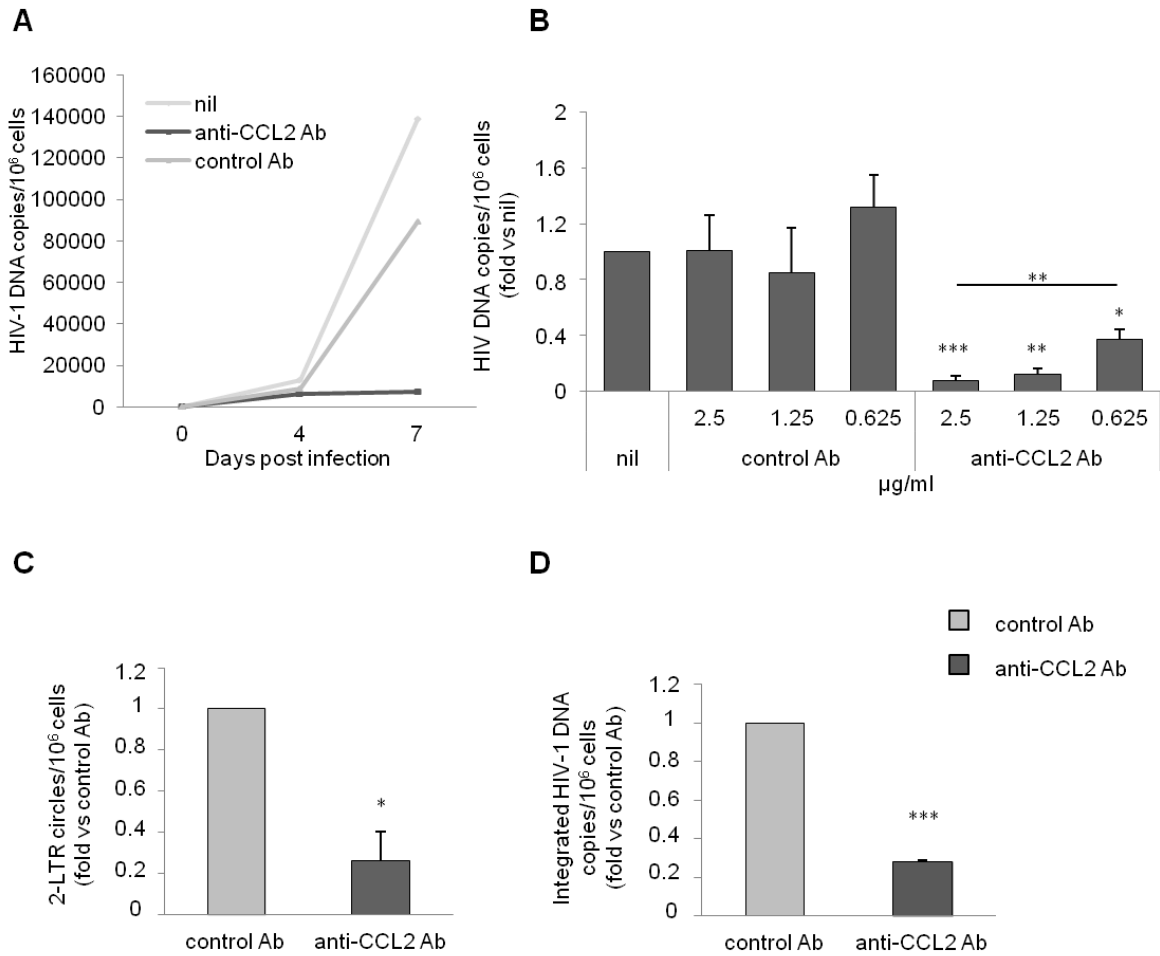 A
HIV-1 DNA copies/10⁶ cells
160000
140000
120000
100000
80000
60000
40000
20000
0
nil
anti-CCL2 Ab
control Ab
0 4 7
Days post infection
B
HIV DNA copies/10⁶ cells
(fold vs nil)
2
1.6
1.2
0.8
0.4
0
**
*** ** *
2.5 1.25 0.625 2.5 1.25 0.625
nil control Ab anti-CCL2 Ab
µg/ml
C
2-LTR circles/10⁶ cells
(fold vs control Ab)
1.2
1
0.8
0.6
0.4
0.2
0
*
control Ab anti-CCL2 Ab
D
control Ab
anti-CCL2 Ab
Integrated HIV-1 DNA
copies/10⁶ cells
(fold vs control Ab)
1.2
1
0.8
0.6
0.4
0.2
0
***
control Ab anti-CCL2 Ab